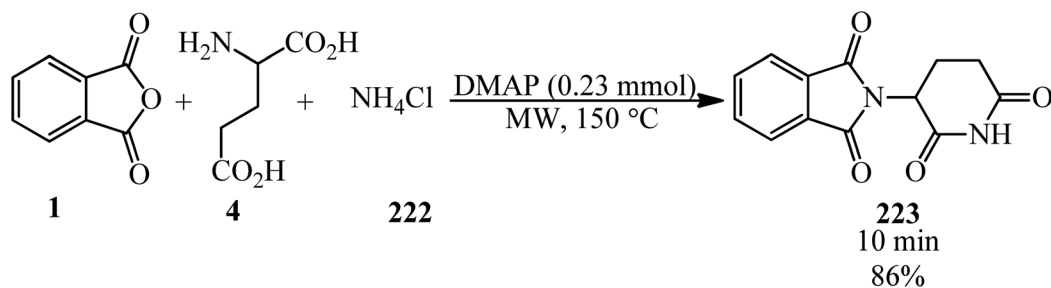 O
O
O
+
H₂N
CO₂H
CO₂H
+
NH₄Cl
DMAP (0.23 mmol)
MW, 150 °C
O
O
N
O
NH
O
1
4
222
223
10 min
86%